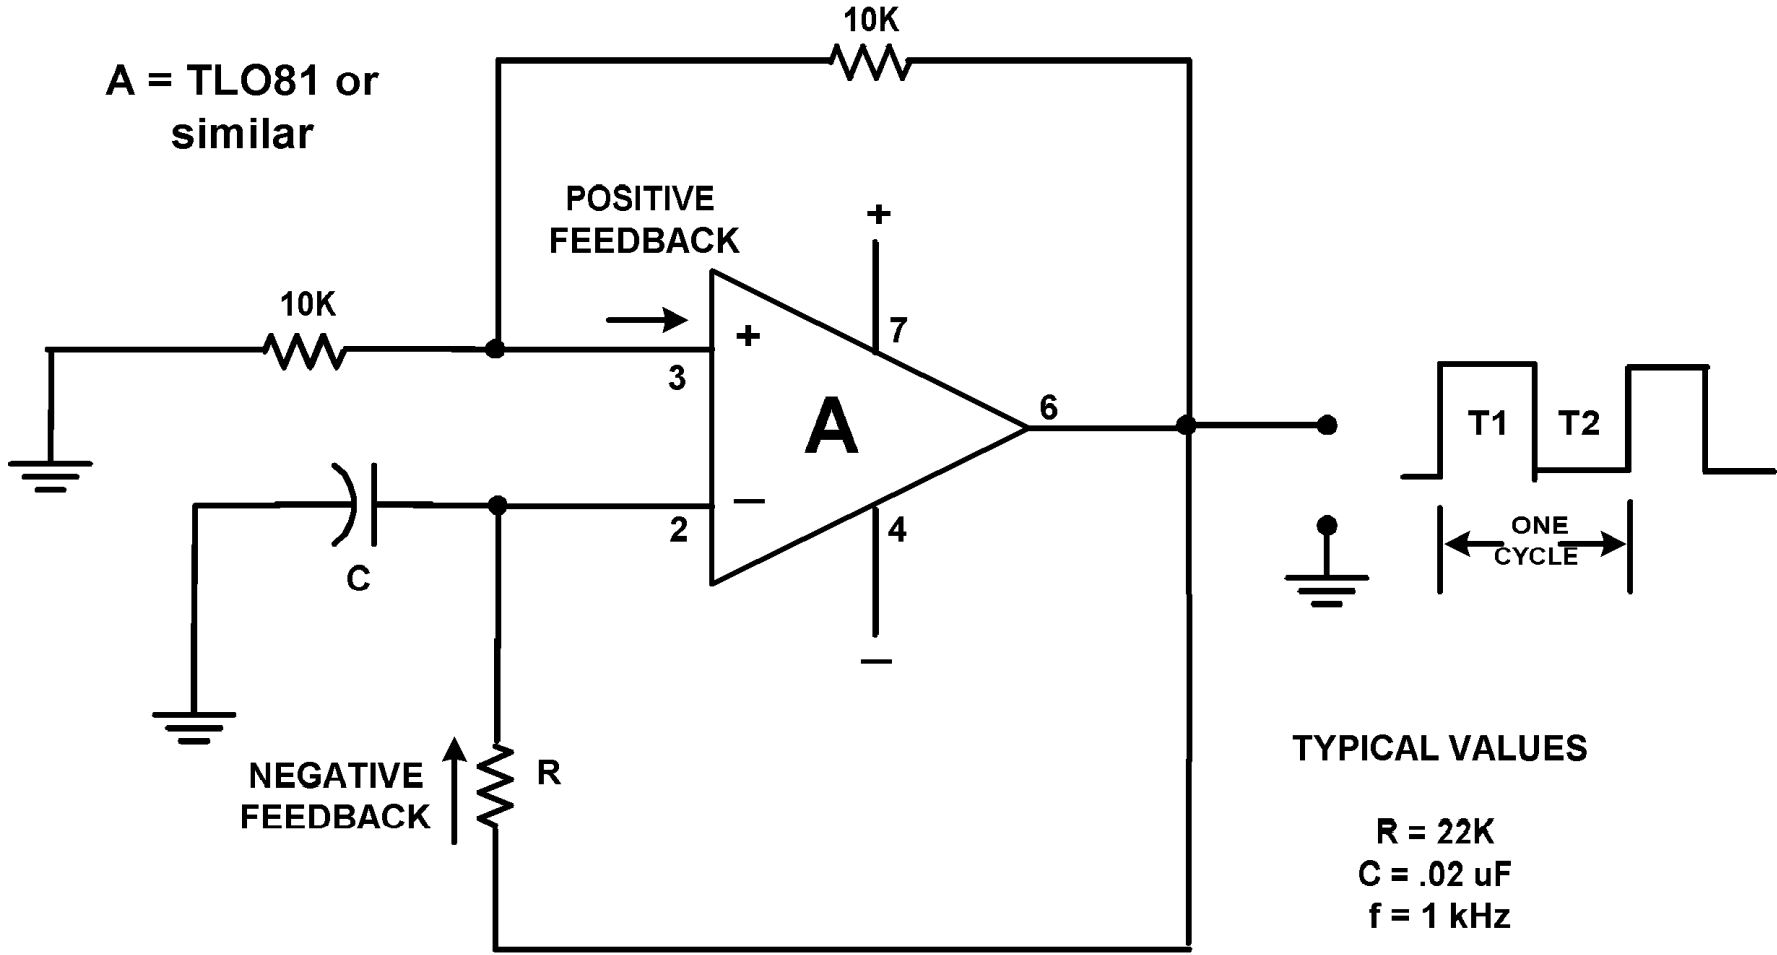 10K
A = TLO81 or
similar
POSITIVE
FEEDBACK
+
10K
+
7
3
A
6
T1 T2
–
2
4
ONE
CYCLE
C
–
TYPICAL VALUES
NEGATIVE
FEEDBACK
R
R = 22K
C = .02 uF
f = 1 kHz